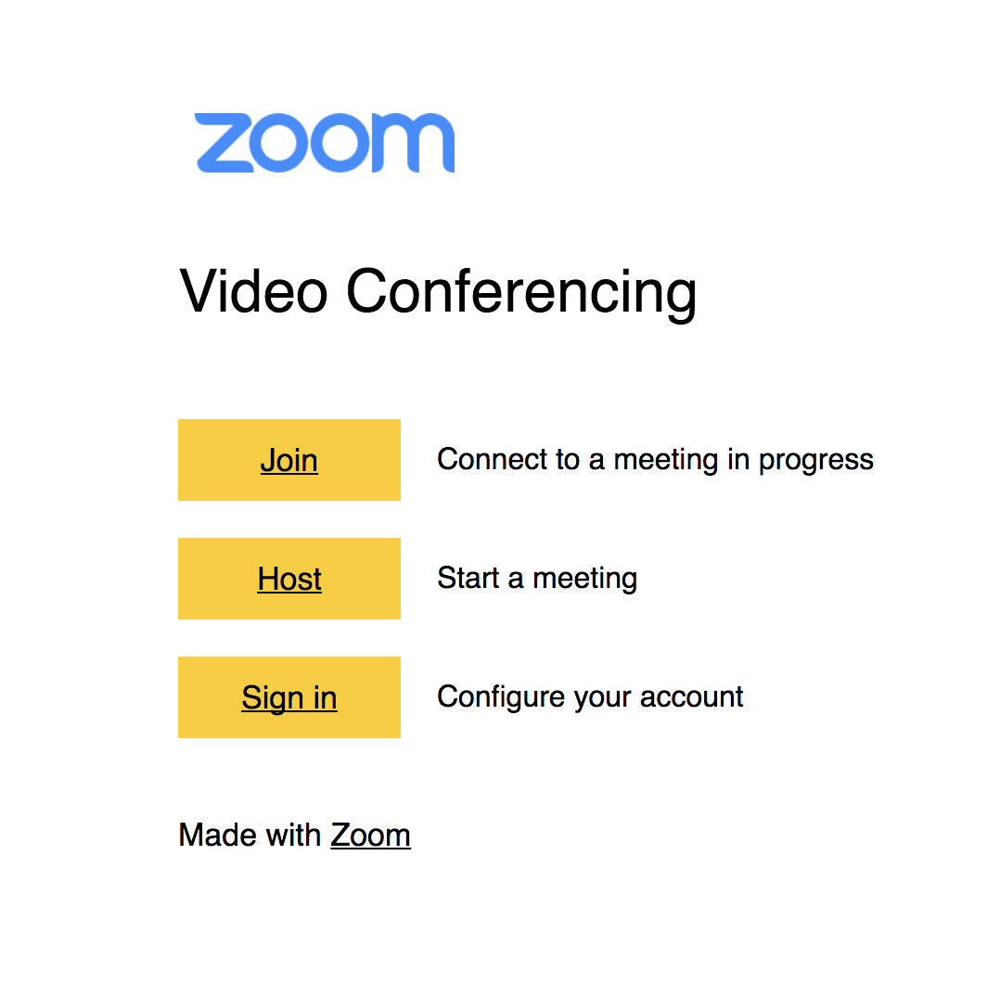 zoom
Video Conferencing
Join Connect to a meeting in progress
Host Start a meeting
Sign in Configure your account
Made with Zoom